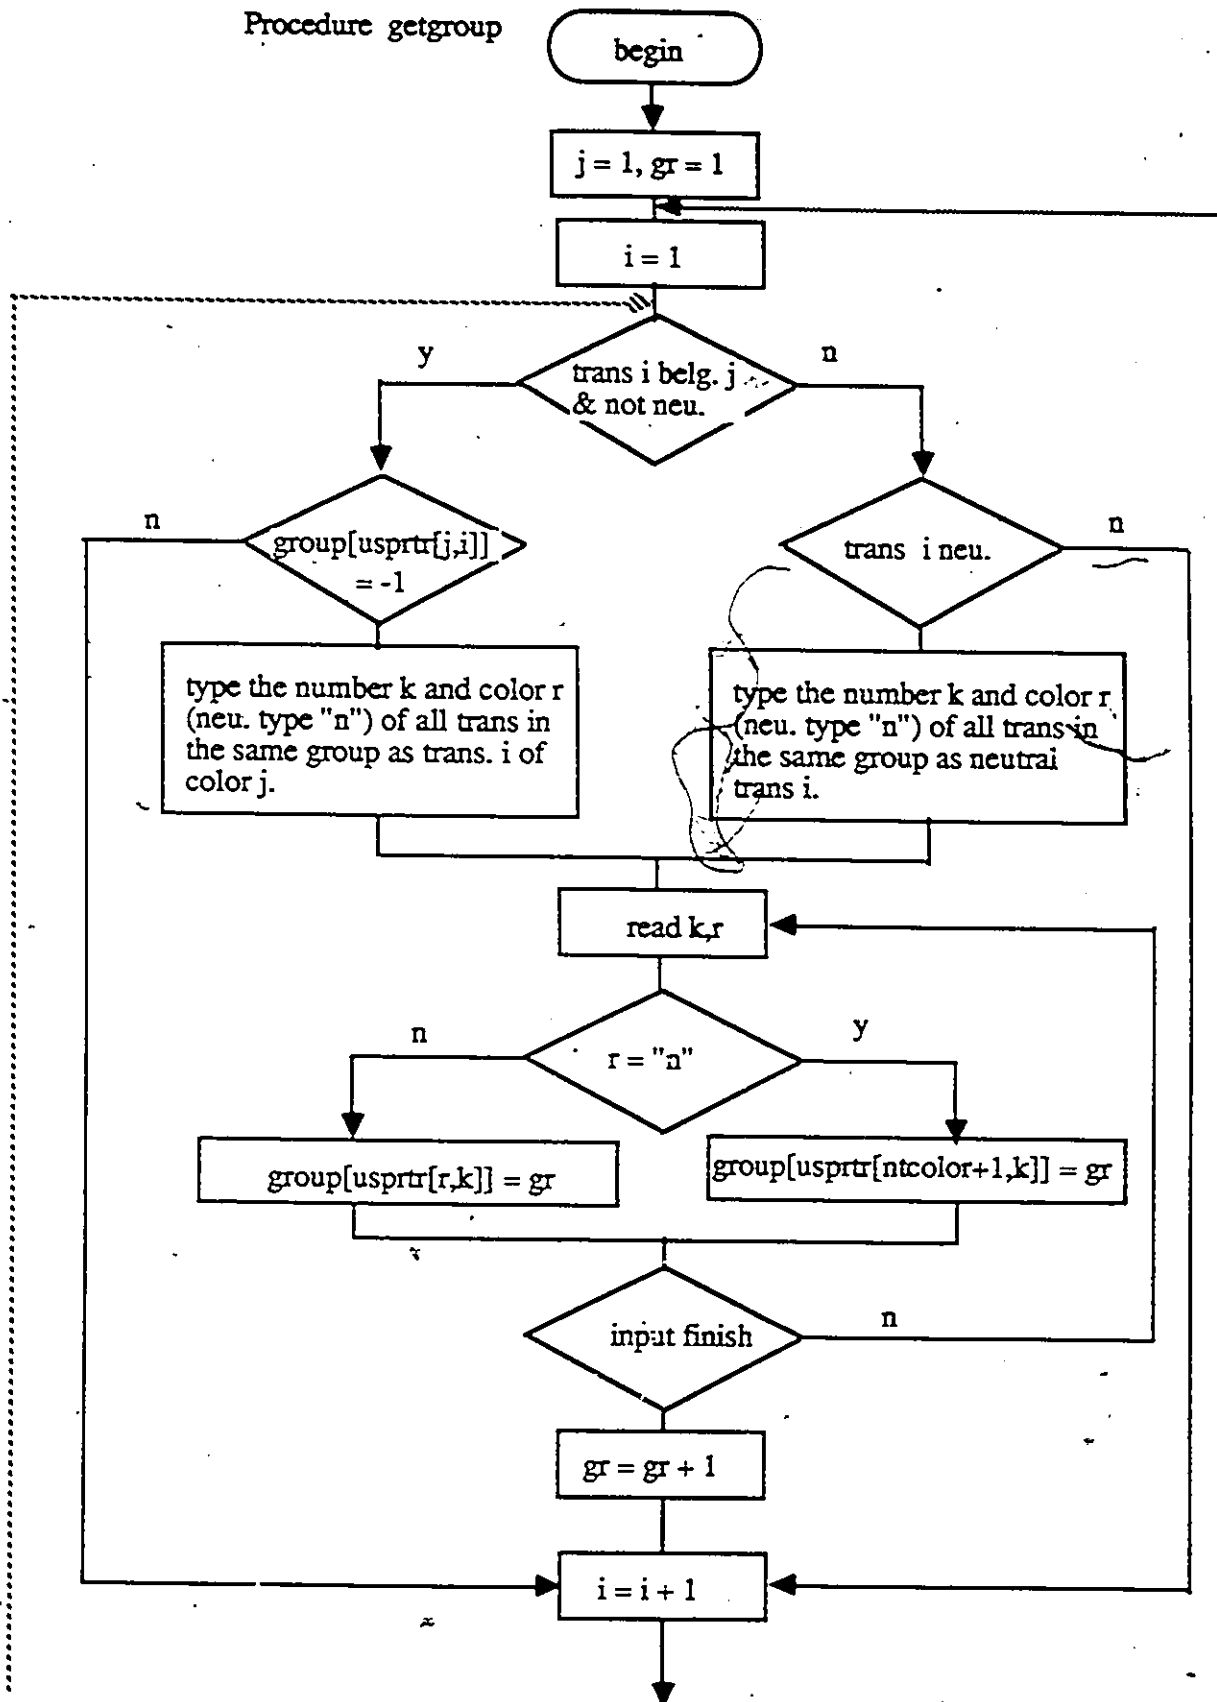 Procedure getgroup
begin
j = 1, gr = 1
i = 1
y
n
trans i belg. j
& not neu.
n
group[usprtr[j,i]]
= -1
trans i neu.
n
type the number k and color r
(neu. type "n") of all trans in
the same group as trans. i of
color j.
type the number k and color r
(neu. type "n") of all trans in
the same group as neutral
trans i.
read k,r
n
r = "n"
y
group[usprtr[r,k]] = gr
group[usprtr[ntcolor+1,k]] = gr
input finish
n
gr = gr + 1
i = i + 1